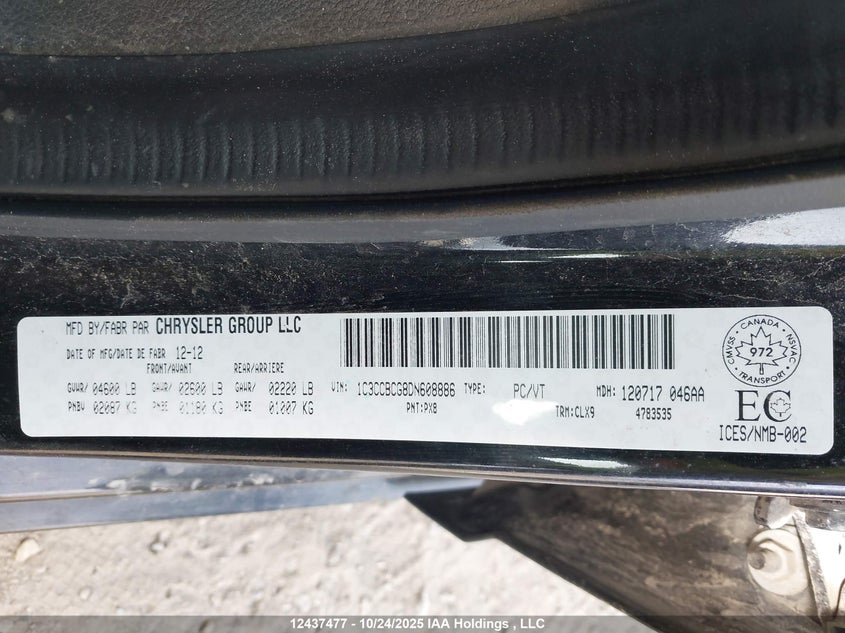 MFD BY/FABR PAR CHRYSLER GROUP LLC
DATE OF MFG/DATE DE FABR 12-12
FRONT/AVANT REAR/ARRIERE
GVWR/ 04600 LB GAWR/ 02600 LB GAWR/ 02220 LB
PNBV 02087 KG PNBE 01180 KG PNBE 01007 KG
VIN: 1C3CCBCG8DN608886 TYPE: PC/VT MDH: 120717 046AA
PNT:PX8 TRM:CLX9 4783535
CANADA
CMVSS NSVAC
972
TRANSPORT
EC
ICES/NMB-002
12437477 - 10/24/2025 IAA Holdings , LLC